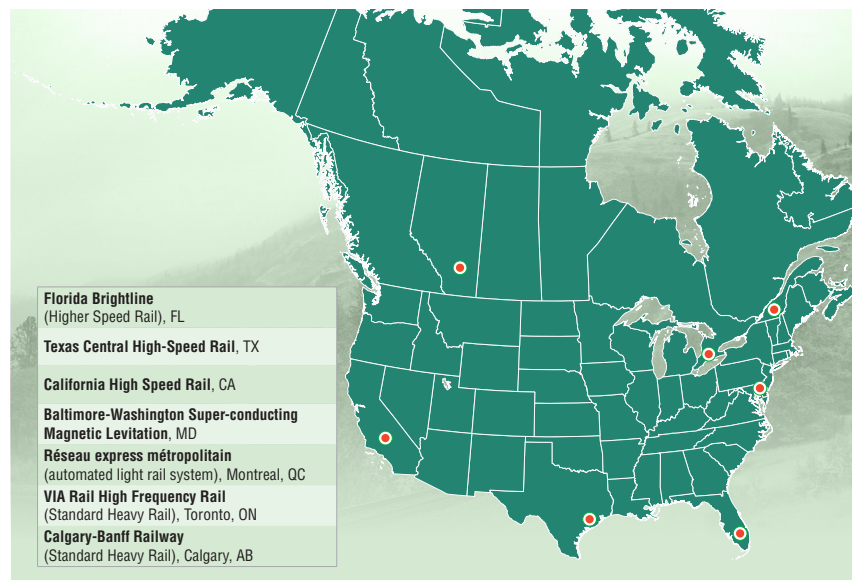 Florida Brightline
(Higher Speed Rail), FL
Texas Central High-Speed Rail, TX
California High Speed Rail, CA
Baltimore-Washington Super-conducting
Magnetic Levitation, MD
Réseau express métropolitain
(automated light rail system), Montreal, QC
VIA Rail High Frequency Rail
(Standard Heavy Rail), Toronto, ON
Calgary-Banff Railway
(Standard Heavy Rail), Calgary, AB